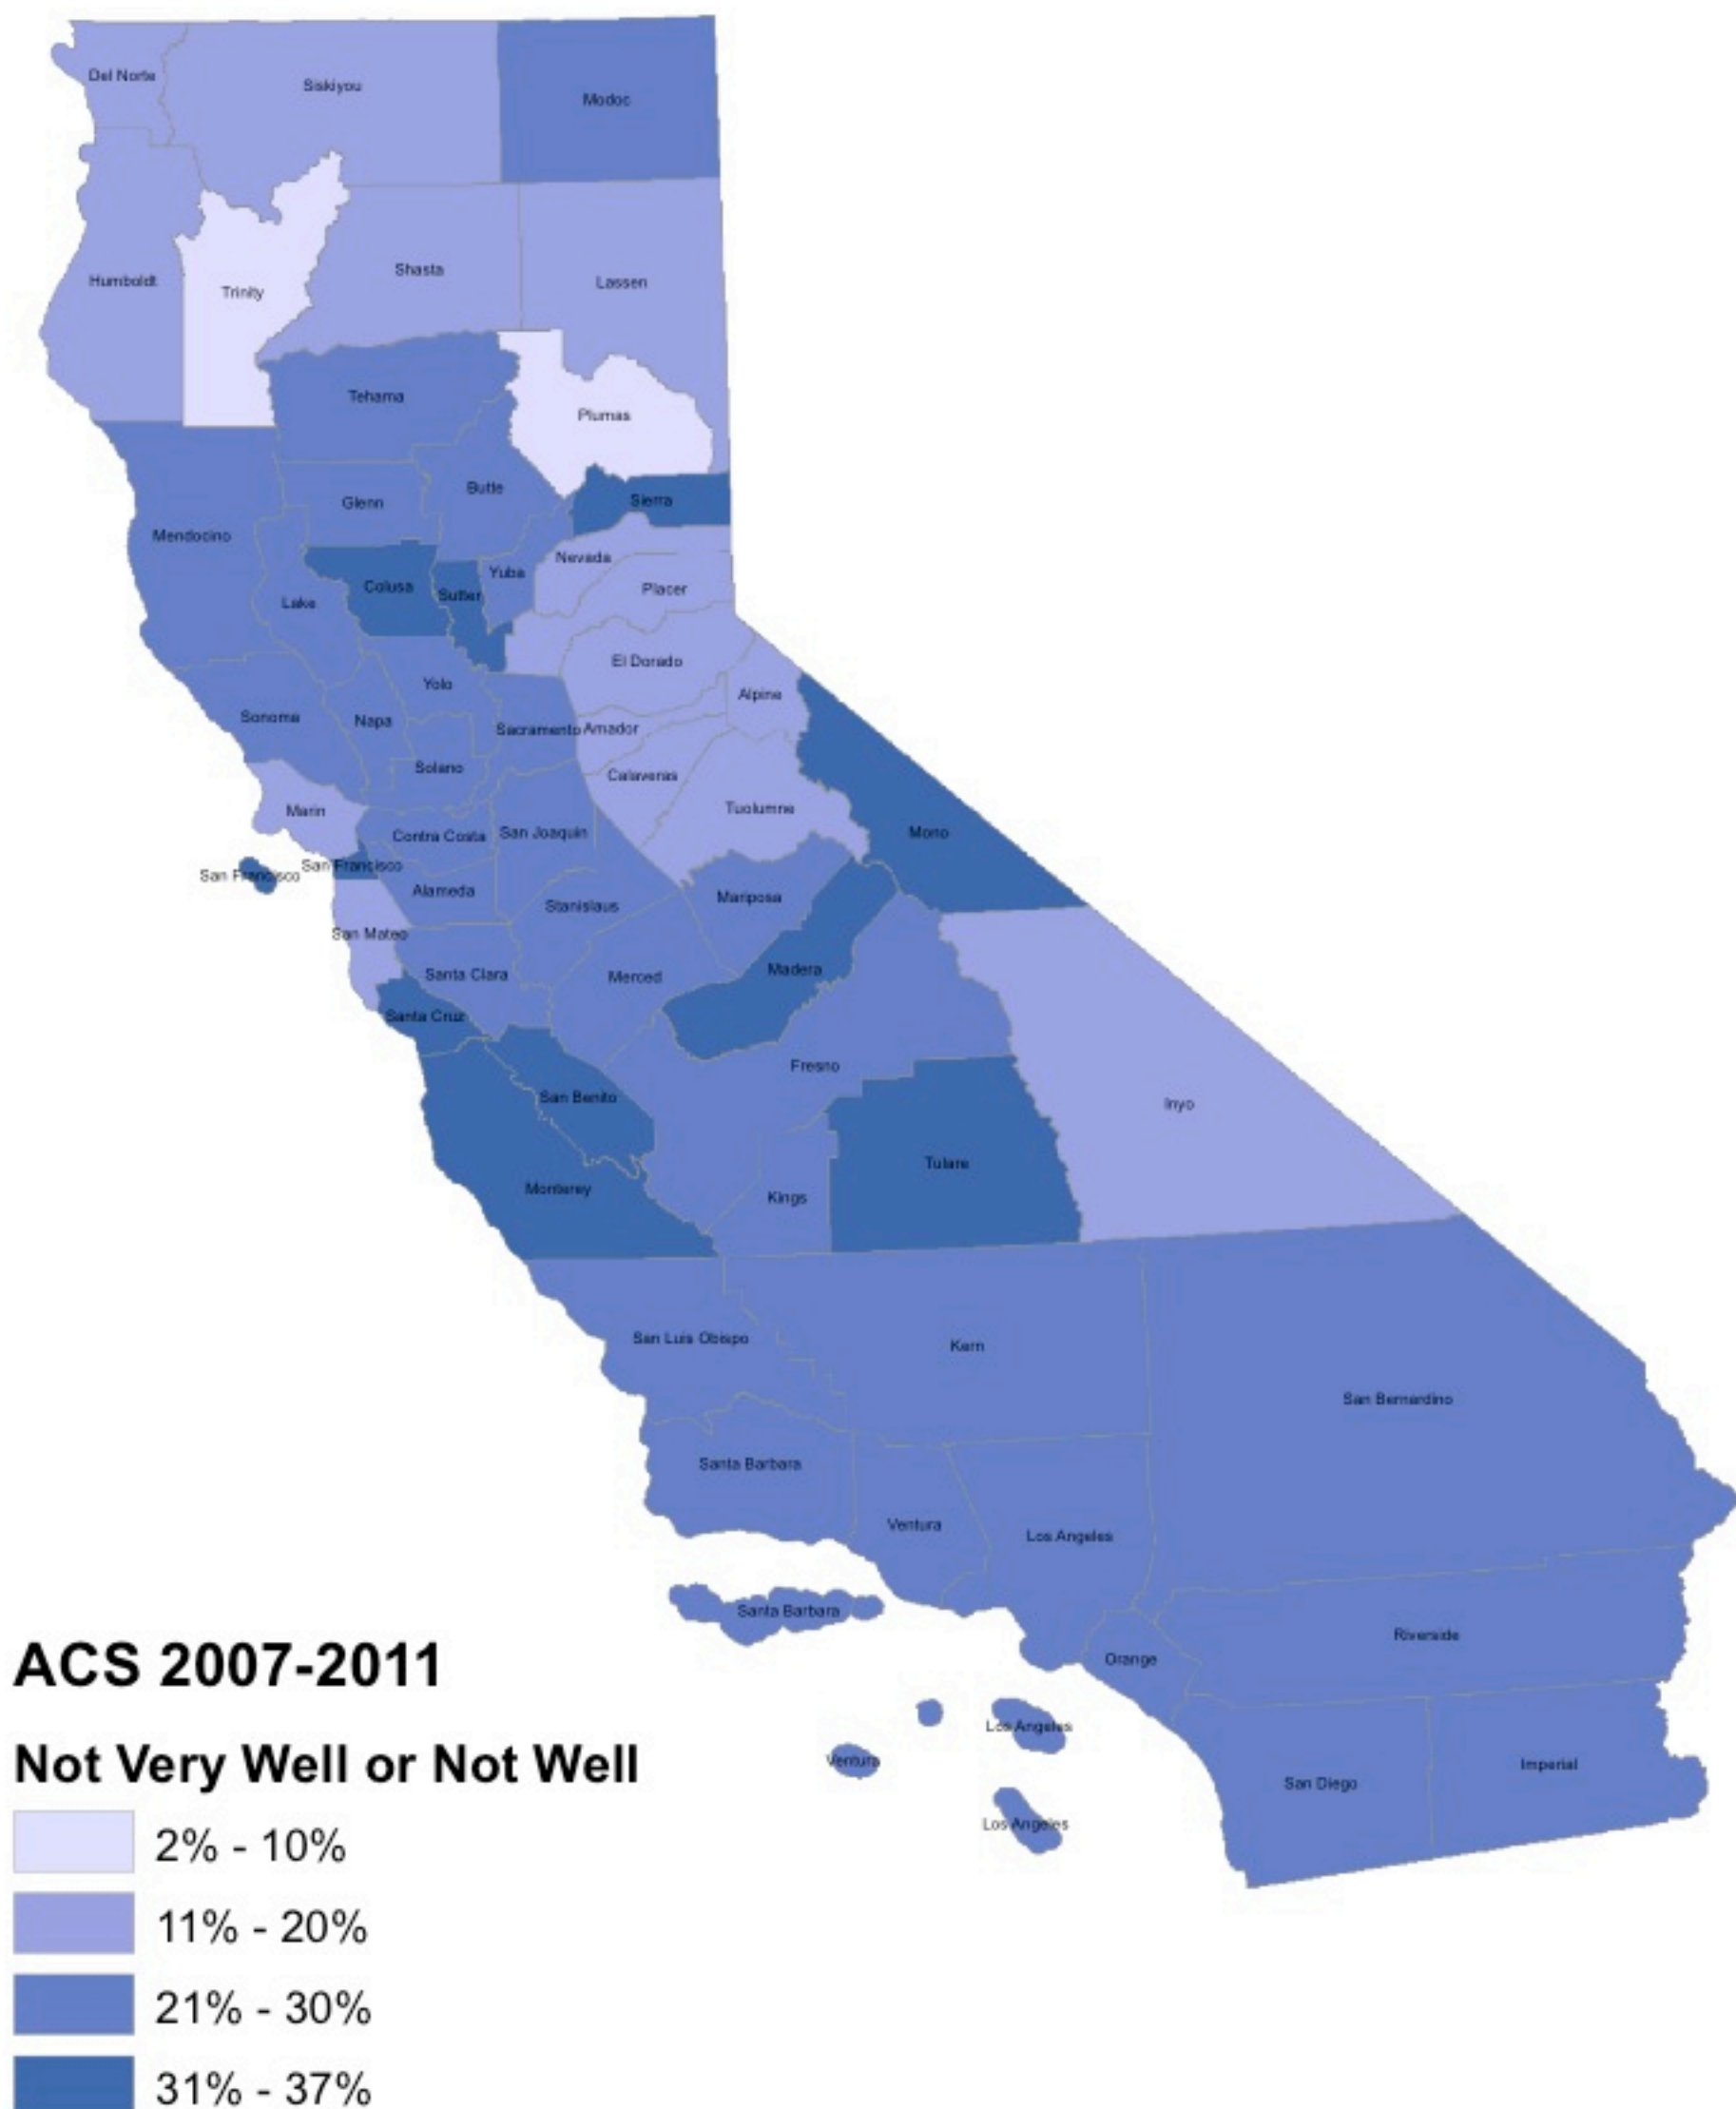 Del Norte
Siskiyou
Modoc
Humboldt
Trinity
Shasta
Lassen
Tehama
Plumas
Mendocino
Glenn
Butte
Sierra
Lake
Colusa
Sutter
Yuba
Nevada
Placer
El Dorado
Yolo
Alpine
Sonoma
Napa
Sacramento
Amador
Solano
Calaveras
Marin
Tuolumne
Contra Costa
San Joaquin
Mono
San Francisco
San Francisco
Alameda
Stanislaus
Mariposa
San Mateo
Santa Clara
Merced
Madera
Santa Cruz
Fresno
San Benito
Inyo
Monterey
Kings
Tulare
San Luis Obispo
Kern
San Bernardino
Santa Barbara
Ventura
Los Angeles
Santa Barbara
Orange
Riverside
Los Angeles
Ventura
Los Angeles
San Diego
Imperial
ACS 2007-2011
Not Very Well or Not Well
2% - 10%
11% - 20%
21% - 30%
31% - 37%